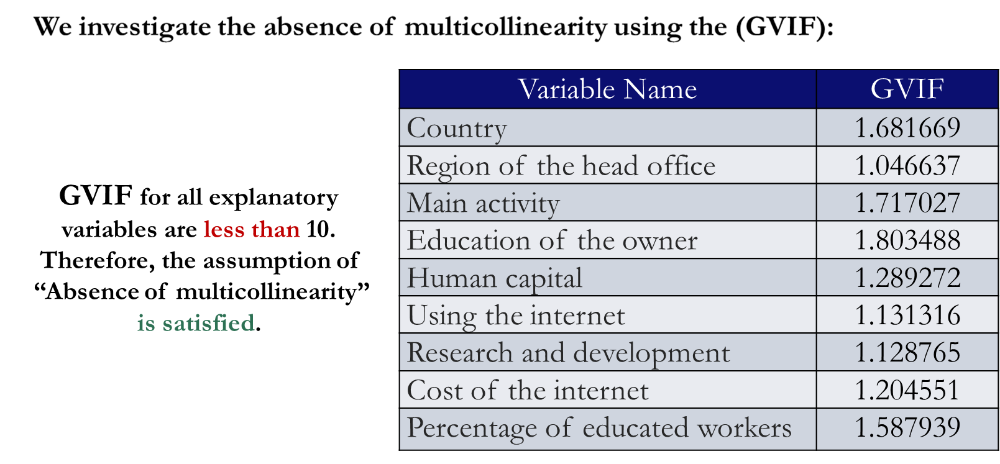 We investigate the absence of multicollinearity using the (GVIF):
GVIF for all explanatory
variables are less than 10.
Therefore, the assumption of
“Absence of multicollinearity”
is satisfied.
Variable Name GVIF
Country 1.681669
Region of the head office 1.046637
Main activity 1.717027
Education of the owner 1.803488
Human capital 1.289272
Using the internet 1.131316
Research and development 1.128765
Cost of the internet 1.204551
Percentage of educated workers 1.587939